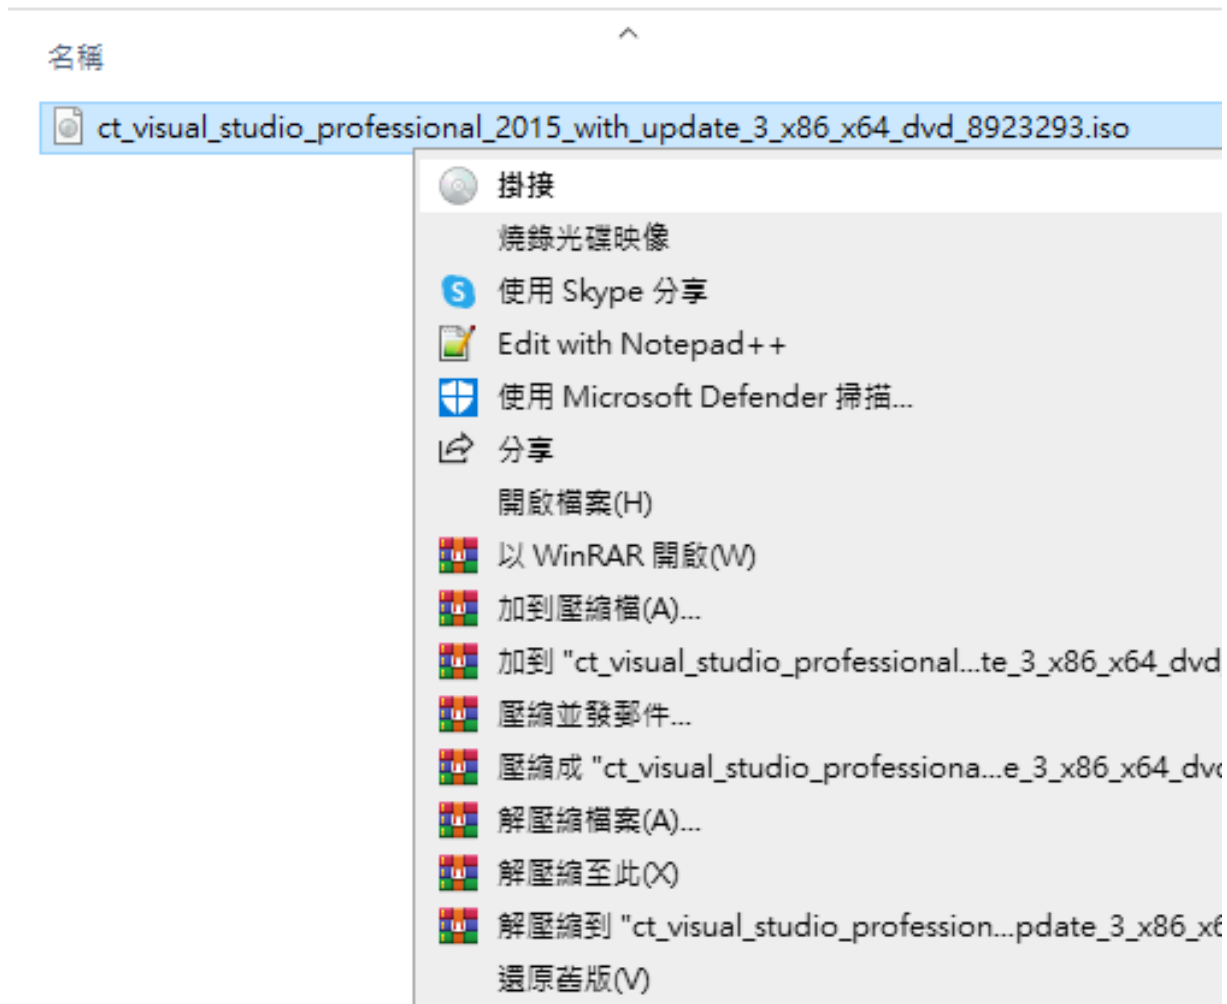 名稱
ct_visual_studio_professional_2015_with_update_3_x86_x64_dvd_8923293.iso
掛接
燒錄光碟映像
使用 Skype 分享
Edit with Notepad++
使用 Microsoft Defender 掃描...
分享
開啟檔案(H)
以 WinRAR 開啟(W)
加到壓縮檔(A)...
加到 "ct_visual_studio_professional...te_3_x86_x64_dvd
壓縮並發郵件...
壓縮成 "ct_visual_studio_professiona...e_3_x86_x64_dvd
解壓縮檔案(A)...
解壓縮至此(X)
解壓縮到 "ct_visual_studio_profession...pdate_3_x86_x6
還原舊版(V)